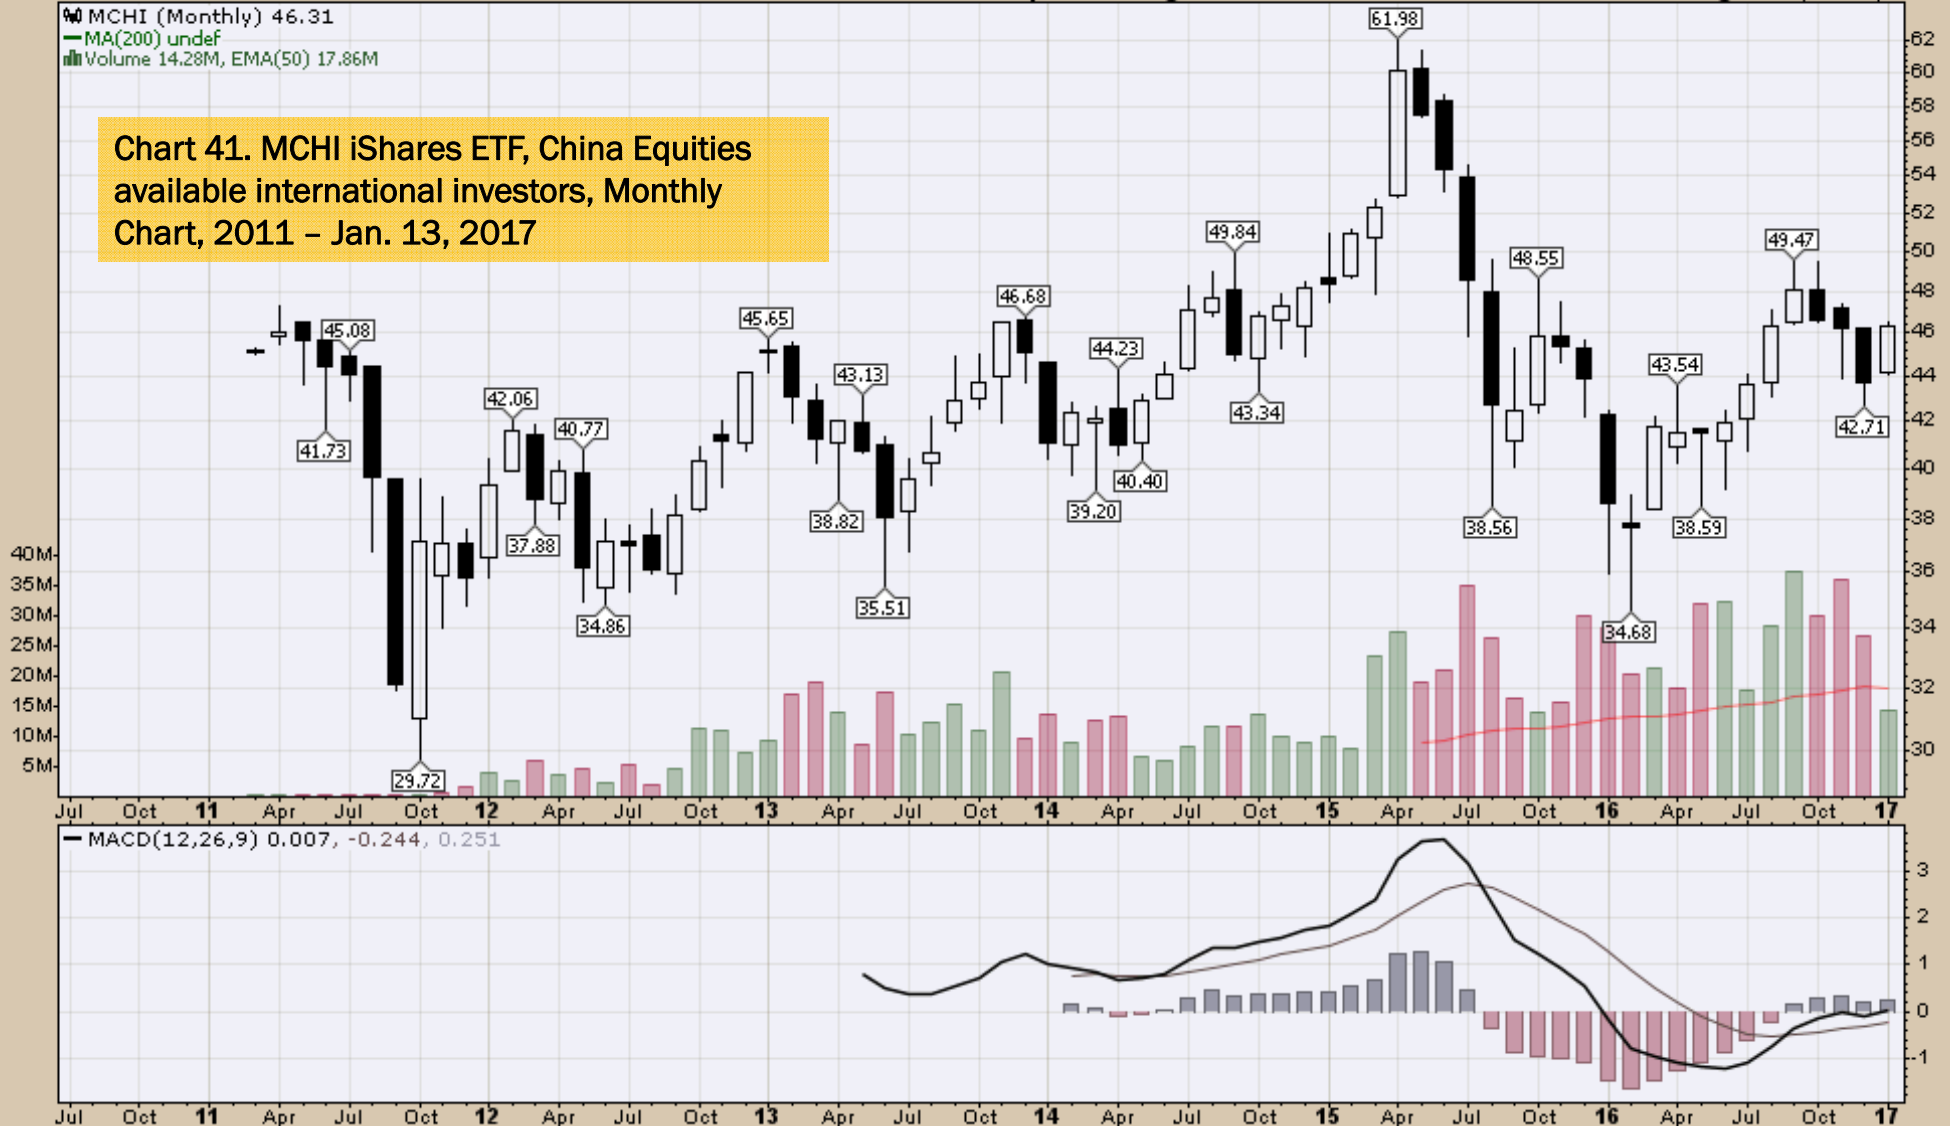 MCHI (Monthly) 46.31
MA(200) undef
Volume 14.28M, EMA(50) 17.86M
Chart 41. MCHI iShares ETF, China Equities
available international investors, Monthly
Chart, 2011 – Jan. 13, 2017
61.98
49.84
49.47
48.55
46.68
45.65
45.08
44.23
43.54
43.13
42.06
40.77
43.34
42.71
41.73
40.40
39.20
38.82
38.56
38.59
37.88
35.51
34.86
34.68
29.72
62
60
58
56
54
52
50
48
46
44
42
40
38
36
34
32
30
40M
35M
30M
25M
20M
15M
10M
5M
Jul Oct 11 Apr Jul Oct 12 Apr Jul Oct 13 Apr Jul Oct 14 Apr Jul Oct 15 Apr Jul Oct 16 Apr Jul Oct 17
MACD(12,26,9) 0.007, -0.244, 0.251
3
2
1
0
-1
Jul Oct 11 Apr Jul Oct 12 Apr Jul Oct 13 Apr Jul Oct 14 Apr Jul Oct 15 Apr Jul Oct 16 Apr Jul Oct 17